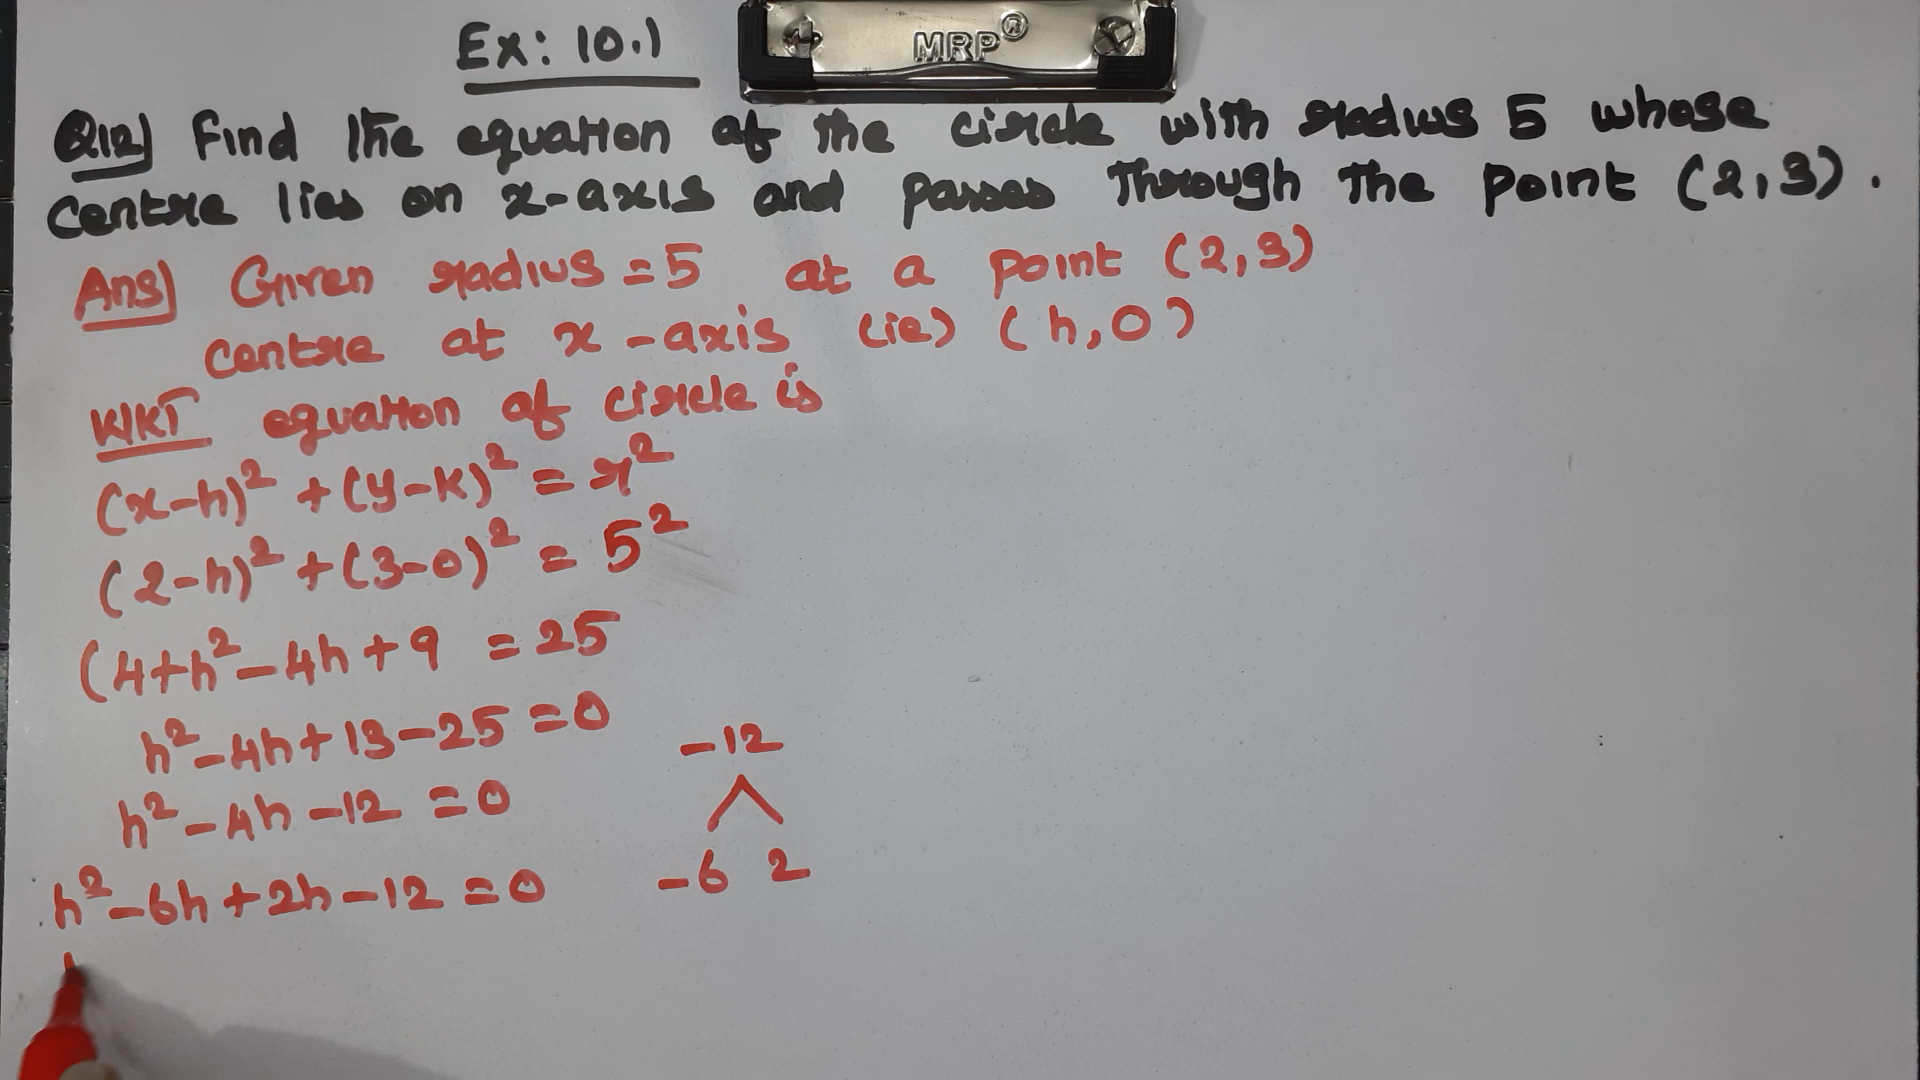 Ex: 10.1
MRP®
Q12) Find the equation of the circle with radius 5 whose
centre lies on x-axis and passes through the point (2,3).
Ans) Given radius = 5 at a point (2,3)
centre at x-axis (ie) (h,0)
WKT equation of circle is
(x-h)² + (y-k)² = r²
(2-h)² + (3-0)² = 5²
(4+h²-4h+9 = 25
h²-4h+13-25 = 0
-12
h²-4h-12 = 0
-6 2
h²-6h+2h-12 = 0